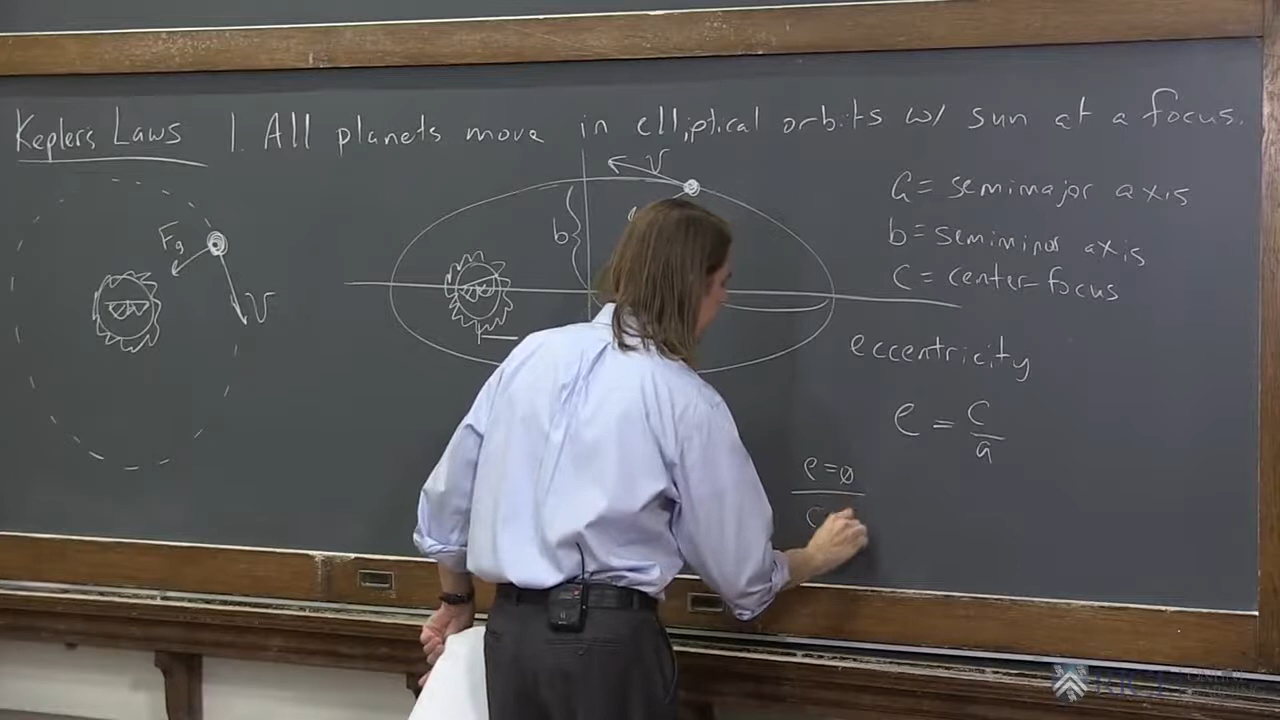 Keplers Laws 1. All planets move in elliptical orbits w/ sun at a focus.
v
Fg
v
b
a = semimajor axis
b = semiminor axis
c = center-focus
eccentricity
e = c/a
e = ∅
c